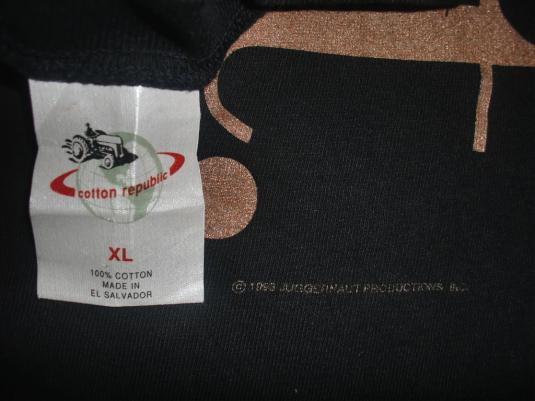 cotton republic
XL
100% COTTON
MADE IN
EL SALVADOR
© 1993 JUGGERNAUT PRODUCTIONS, INC.